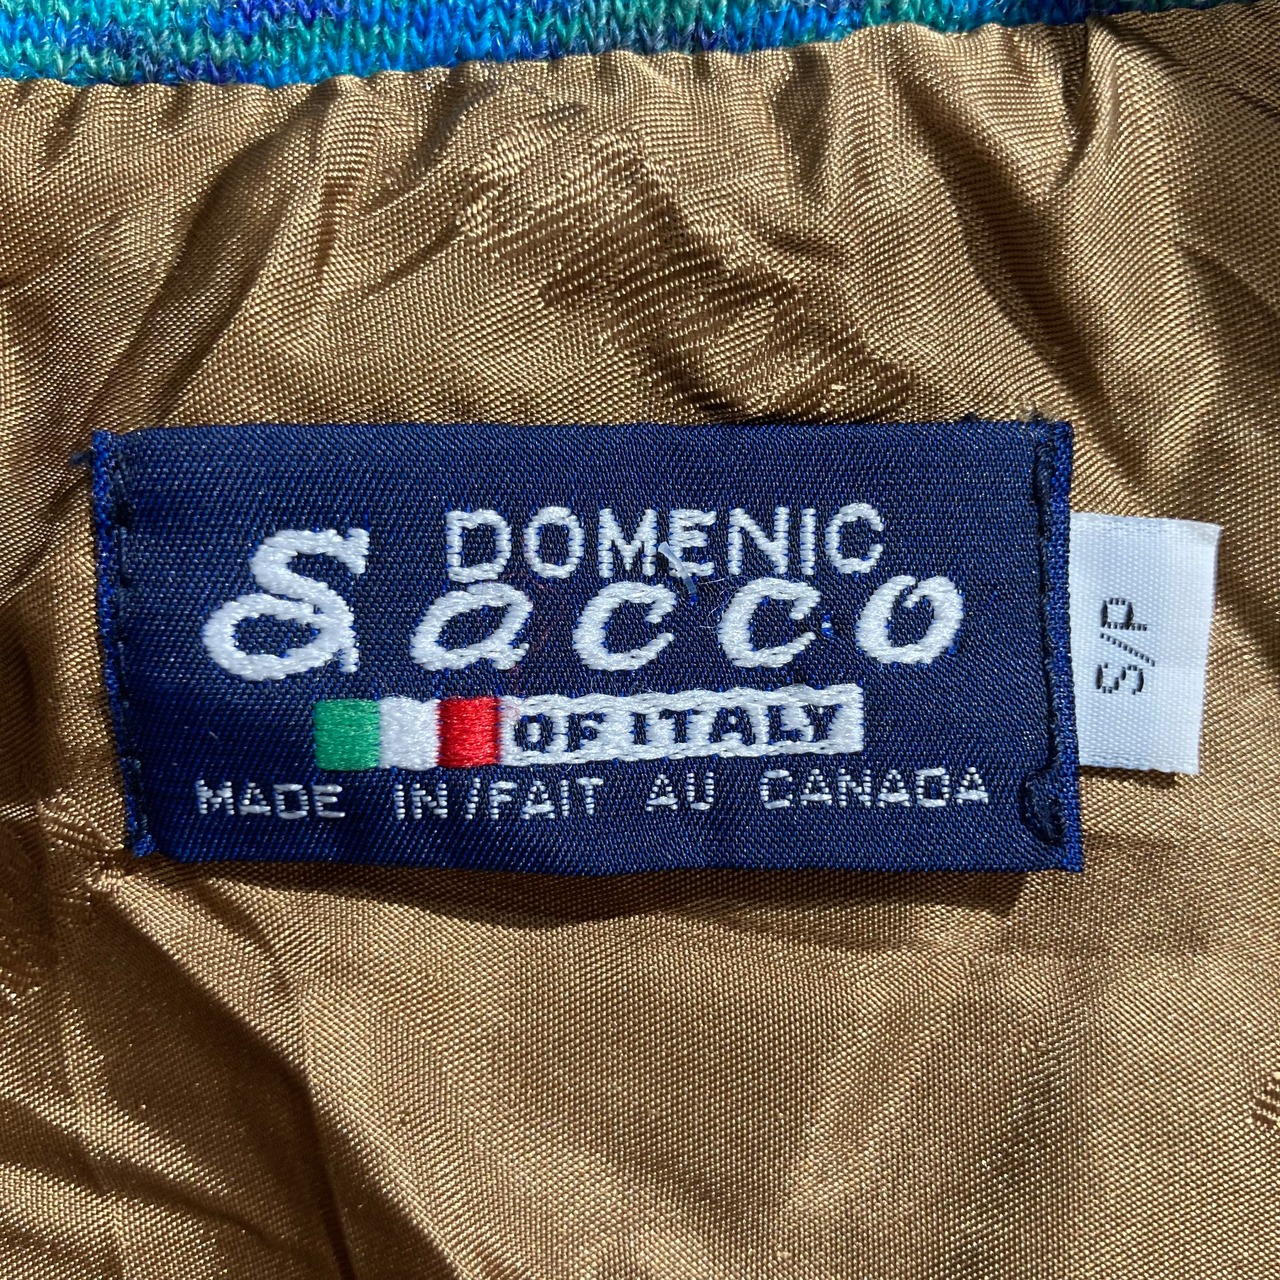 DOMENIC
Sacco
OF ITALY
MADE IN/FAIT AU CANADA
S/P